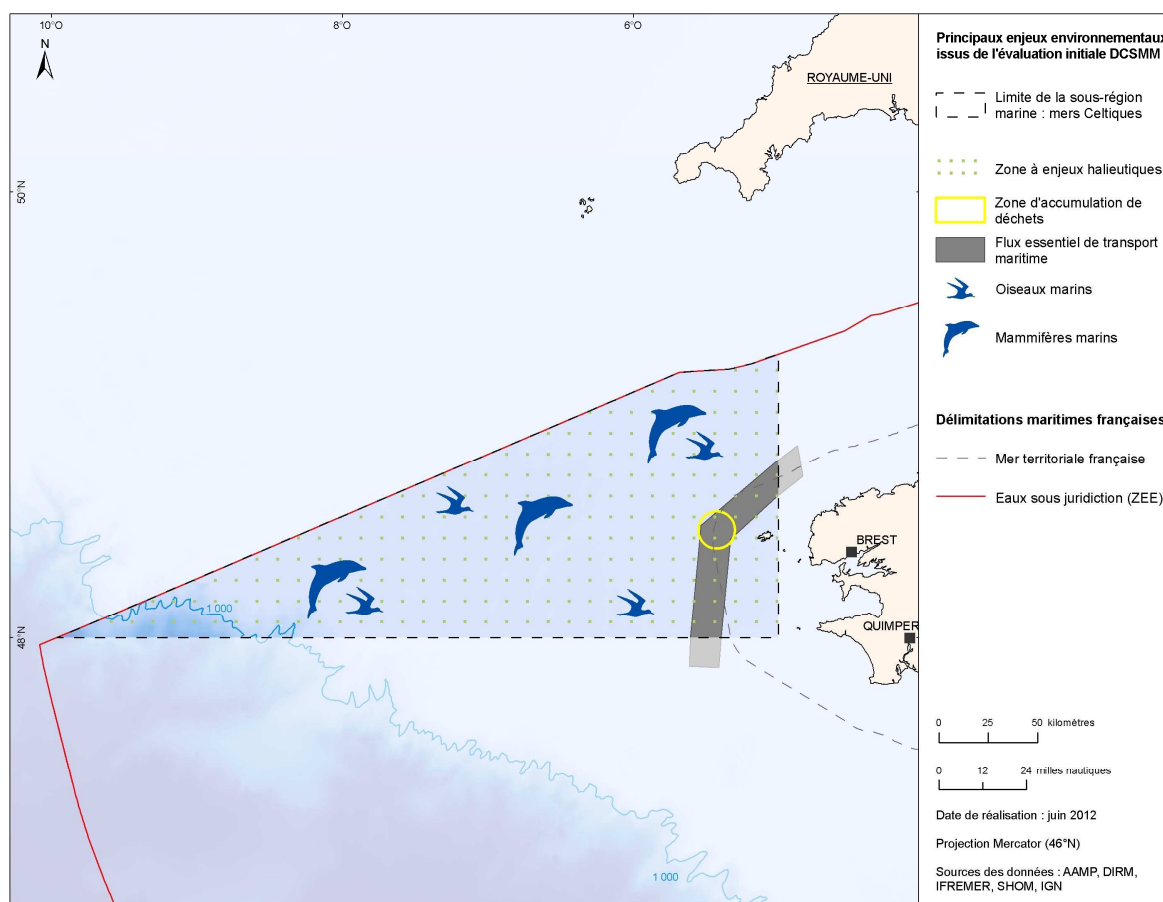 10°O
8°O
6°O
N
50°N
48°N
ROYAUME-UNI
BREST
QUIMPER
1 000
1 000
Principaux enjeux environnementaux
issus de l'évaluation initiale DCSMM
Limite de la sous-région
marine : mers Celtiques
Zone à enjeux halieutiques
Zone d'accumulation de
déchets
Flux essentiel de transport
maritime
Oiseaux marins
Mammifères marins
Délimitations maritimes françaises
Mer territoriale française
Eaux sous juridiction (ZEE)
0 25 50 kilomètres
0 12 24 milles nautiques
Date de réalisation : juin 2012
Projection Mercator (46°N)
Sources des données : AAMP, DIRM,
IFREMER, SHOM, IGN